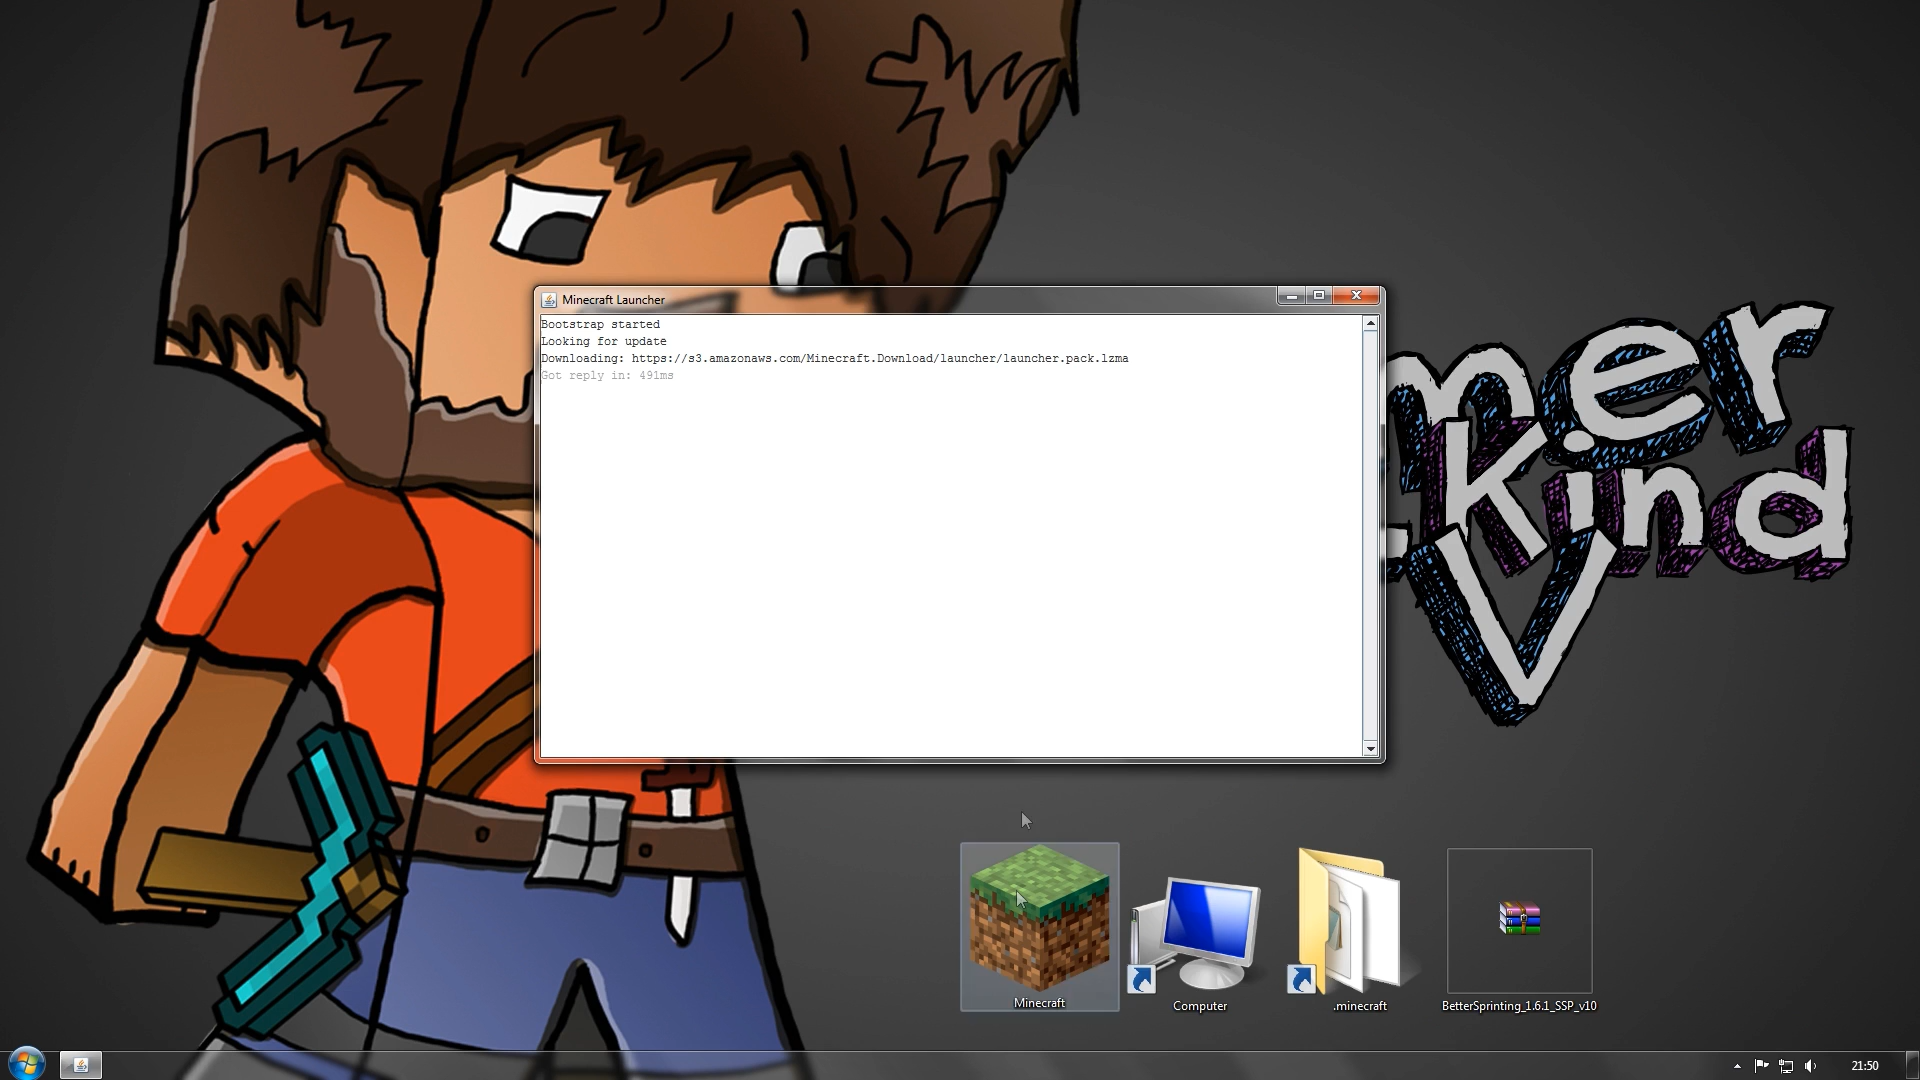 Minecraft Launcher
Bootstrap started
Looking for update
Downloading: https://s3.amazonaws.com/Minecraft.Download/launcher/launcher.pack.lzma
Got reply in: 491ms
mer
Kind
V
Minecraft
Computer
.minecraft
BetterSprinting_1.6.1_SSP_v10
21:50